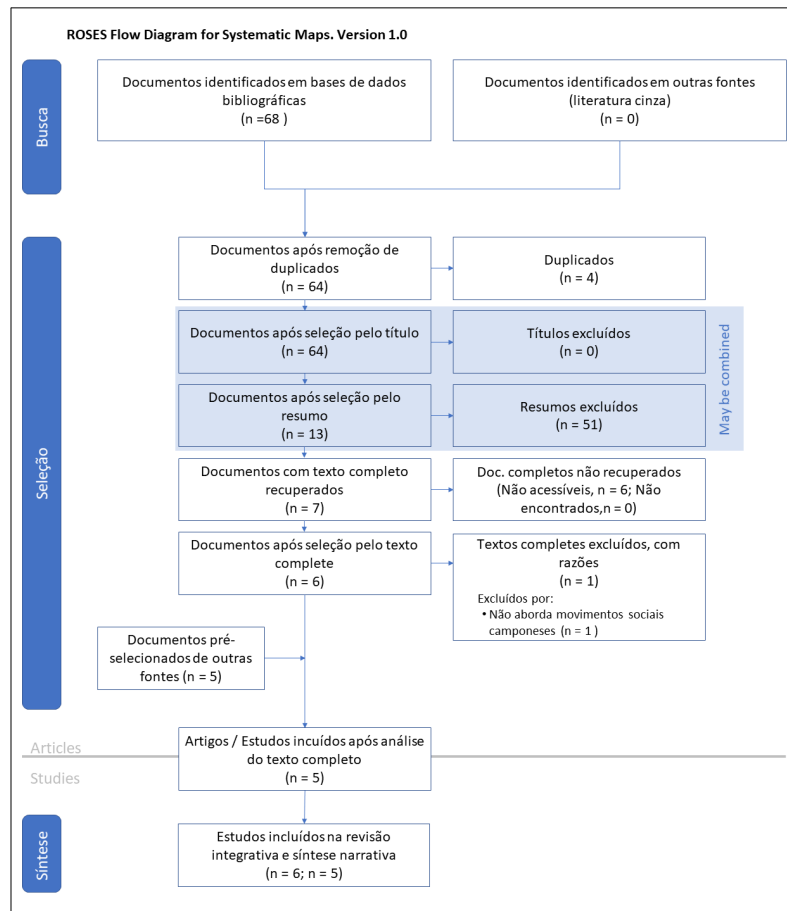 ROSES Flow Diagram for Systematic Maps. Version 1.0
Busca
Documentos identificados em bases de dados
bibliográficas
(n =68 )
Documentos identificados em outras fontes
(literatura cinza)
(n = 0)
Seleção
Documentos após remoção de
duplicados
(n = 64)
Duplicados
(n = 4)
Documentos após seleção pelo título
(n = 64)
Títulos excluídos
(n = 0)
May be combined
Documentos após seleção pelo
resumo
(n = 13)
Resumos excluídos
(n = 51)
Documentos com texto completo
recuperados
(n = 7)
Doc. completos não recuperados
(Não acessíveis, n = 6; Não
encontrados,n = 0)
Documentos após seleção pelo texto
complete
(n = 6)
Textos completes excluídos, com
razões
(n = 1)
Excluídos por:
• Não aborda movimentos sociais
camponeses (n = 1 )
Documentos pré-
selecionados de outras
fontes (n = 5)
Articles
Studies
Artigos / Estudos incuídos após análise
do texto completo
(n = 5)
Síntese
Estudos incluídos na revisão
integrativa e síntese narrativa
(n = 6; n = 5)